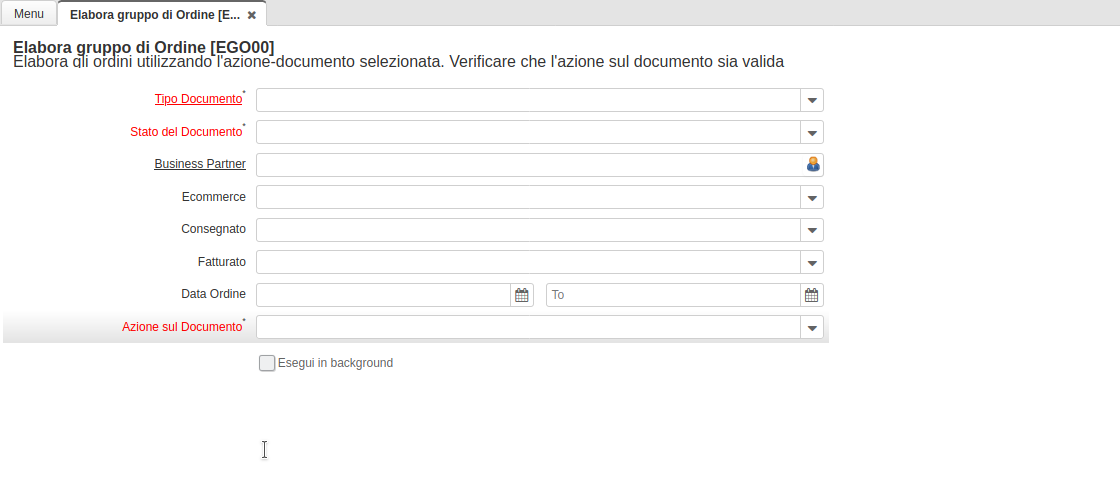 Menu
Elabora gruppo di Ordine [E...
Elabora gruppo di Ordine [EGO00]
Elabora gli ordini utilizzando l'azione-documento selezionata. Verificare che l'azione sul documento sia valida
Tipo Documento*
Stato del Documento*
Business Partner
Ecommerce
Consegnato
Fatturato
Data Ordine To
Azione sul Documento*
Esegui in background